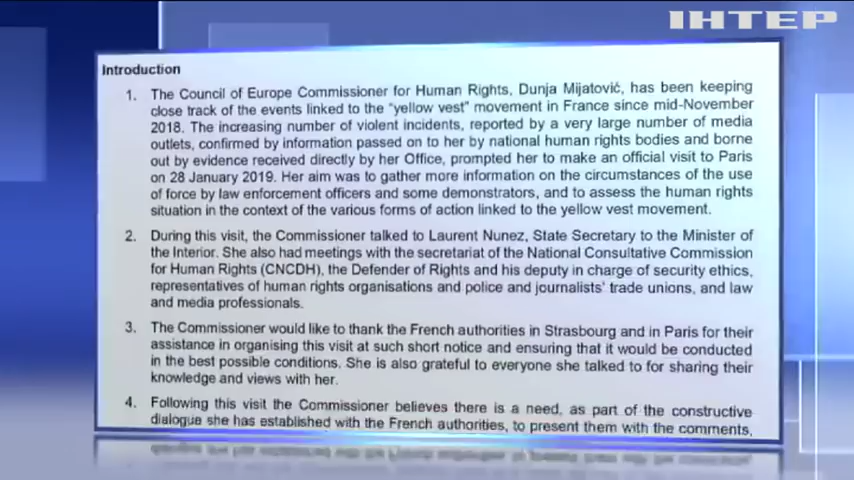 ІНТЕР
Introduction
1. The Council of Europe Commissioner for Human Rights, Dunja Mijatović, has been keeping
close track of the events linked to the “yellow vest” movement in France since mid-November
2018. The increasing number of violent incidents, reported by a very large number of media
outlets, confirmed by information passed on to her by national human rights bodies and borne
out by evidence received directly by her Office, prompted her to make an official visit to Paris
on 28 January 2019. Her aim was to gather more information on the circumstances of the use
of force by law enforcement officers and some demonstrators, and to assess the human rights
situation in the context of the various forms of action linked to the yellow vest movement.
2. During this visit, the Commissioner talked to Laurent Nunez, State Secretary to the Minister of
the Interior. She also had meetings with the secretariat of the National Consultative Commission
for Human Rights (CNCDH), the Defender of Rights and his deputy in charge of security ethics,
representatives of human rights organisations and police and journalists’ trade unions, and law
and media professionals.
3. The Commissioner would like to thank the French authorities in Strasbourg and in Paris for their
assistance in organising this visit at such short notice and ensuring that it would be conducted
in the best possible conditions. She is also grateful to everyone she talked to for sharing their
knowledge and views with her.
4. Following this visit the Commissioner believes there is a need, as part of the constructive
dialogue she has established with the French authorities, to present them with the comments,